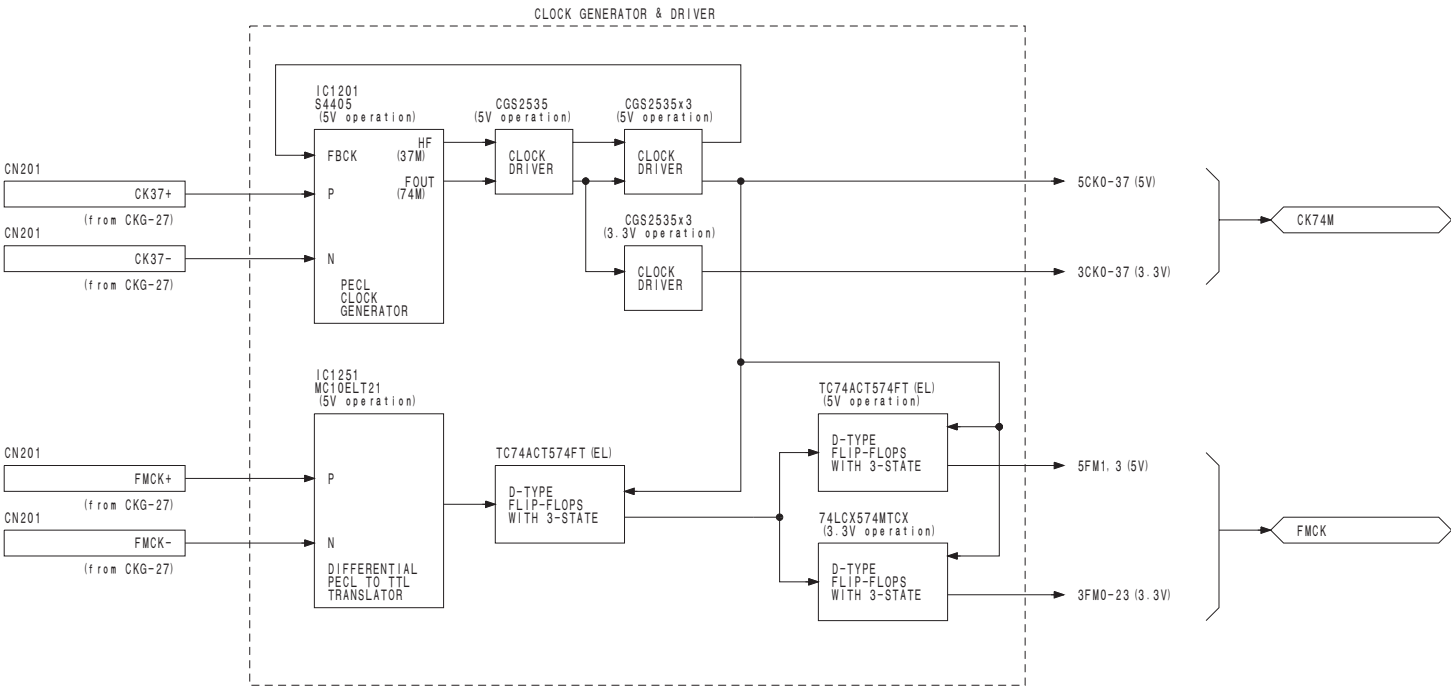 CLOCK GENERATOR & DRIVER
IC1201
S4405
(5V operation)
FBCK
HF
(37M)
FOUT
(74M)
P
N
PECL
CLOCK
GENERATOR
CGS2535
(5V operation)
CLOCK
DRIVER
CGS2535x3
(5V operation)
CLOCK
DRIVER
CGS2535x3
(3.3V operation)
CLOCK
DRIVER
CN201
CK37+
(from CKG-27)
CN201
CK37-
(from CKG-27)
5CK0-37 (5V)
3CK0-37 (3.3V)
CK74M
IC1251
MC10ELT21
(5V operation)
P
N
DIFFERENTIAL
PECL TO TTL
TRANSLATOR
CN201
FMCK+
(from CKG-27)
CN201
FMCK-
(from CKG-27)
TC74ACT574FT (EL)
D-TYPE
FLIP-FLOPS
WITH 3-STATE
TC74ACT574FT (EL)
(5V operation)
D-TYPE
FLIP-FLOPS
WITH 3-STATE
74LCX574MTCX
(3.3V operation)
D-TYPE
FLIP-FLOPS
WITH 3-STATE
5FM1, 3 (5V)
3FM0-23 (3.3V)
FMCK